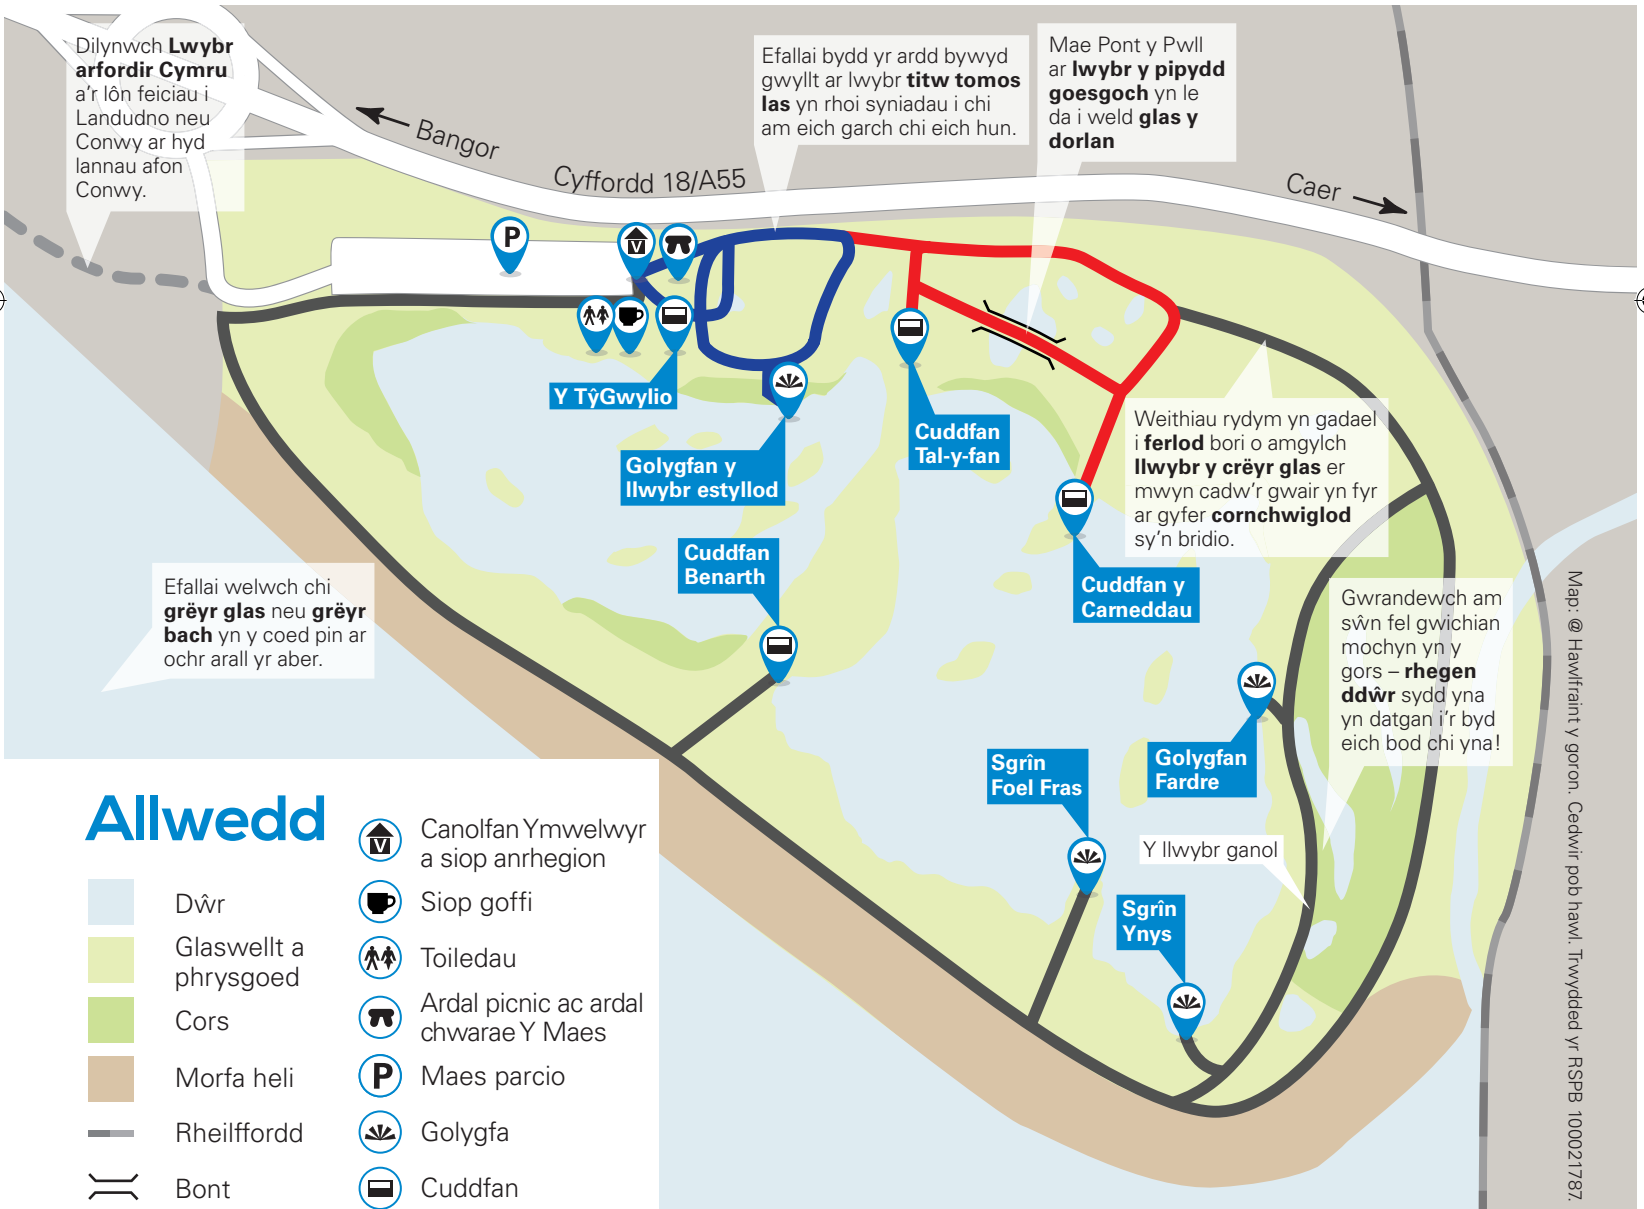 Dilynwch Lwybr
arfordir Cymru
a'r lôn feiciau i
Landudno neu
Conwy ar hyd
lannau afon
Conwy.
Bangor
Cyffordd 18/A55
Efallai bydd yr ardd bywyd
gwyllt ar lwybr titw tomos
las yn rhoi syniadau i chi
am eich garch chi eich hun.
Mae Pont y Pwll
ar lwybr y pipydd
goesgoch yn le
da i weld glas y
dorlan
Caer
P
V
Y TŷGwylio
Golygfan y
llwybr estyllod
Cuddfan
Tal-y-fan
Weithiau rydym yn gadael
i ferlod bori o amgylch
llwybr y crëyr glas er
mwyn cadw'r gwair yn fyr
ar gyfer cornchwiglod
sy'n bridio.
Cuddfan
Benarth
Cuddfan y
Carneddau
Efallai welwch chi
grëyr glas neu grëyr
bach yn y coed pin ar
ochr arall yr aber.
Gwrandewch am
sŵn fel gwichian
mochyn yn y
gors – rhegen
ddŵr sydd yna
yn datgan i'r byd
eich bod chi yna!
Golygfan
Fardre
Sgrîn
Foel Fras
Y llwybr ganol
Sgrîn
Ynys
Allwedd
Dŵr
Glaswellt a
phrysgoed
Cors
Morfa heli
Rheilffordd
Bont
V
Canolfan Ymwelwyr
a siop anrhegion
Siop goffi
Toiledau
Ardal picnic ac ardal
chwarae Y Maes
P
Maes parcio
Golygfa
Cuddfan
Map: @ Hawlfraint y goron. Cedwir pob hawl. Trwydded yr RSPB 100021787.